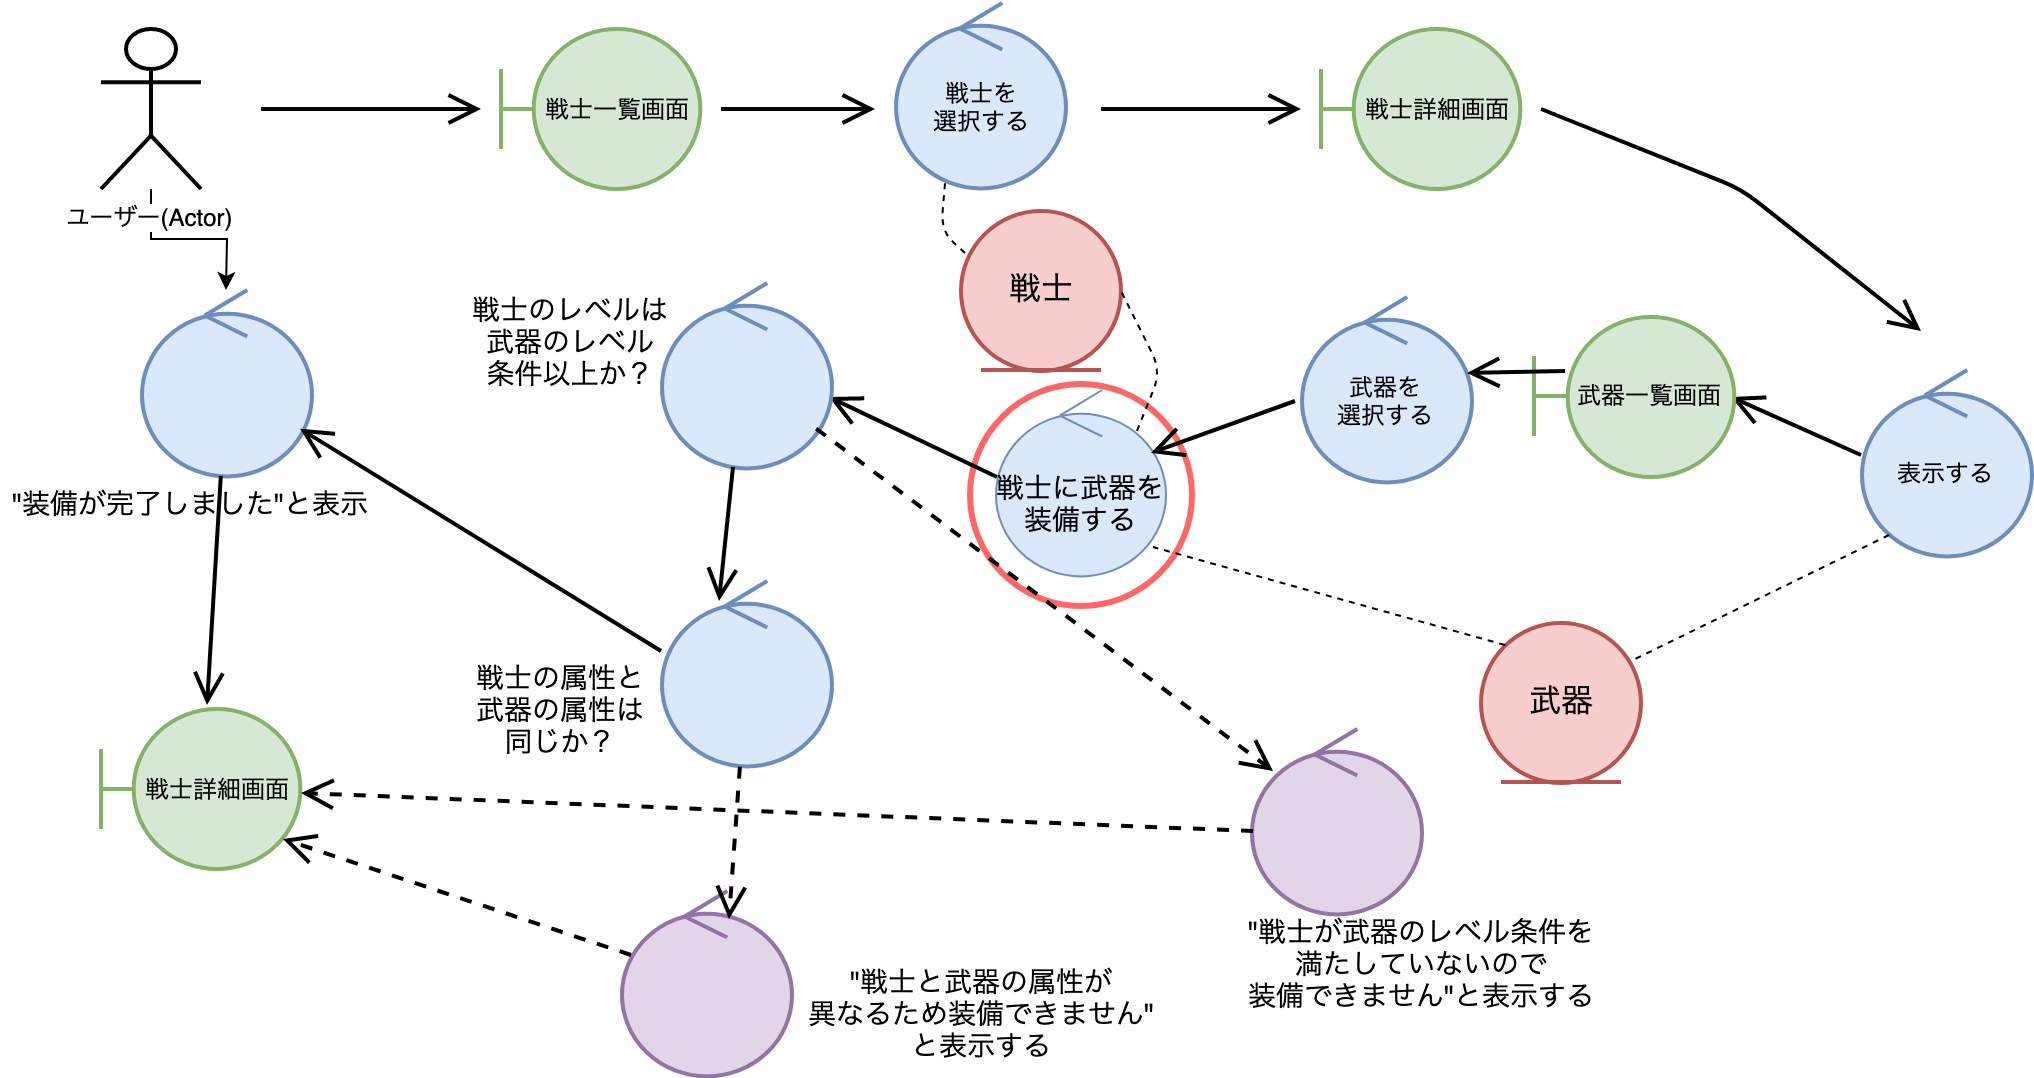 戦士一覧画面
戦士を
選択する
戦士詳細画面
ユーザー(Actor)
戦士
戦士のレベルは
武器のレベル
条件以上か？
武器を
選択する
武器一覧画面
表示する
戦士に武器を
装備する
"装備が完了しました"と表示
戦士の属性と
武器の属性は
同じか？
武器
戦士詳細画面
"戦士が武器のレベル条件を
満たしていないので
装備できません"と表示する
"戦士と武器の属性が
異なるため装備できません"
と表示する